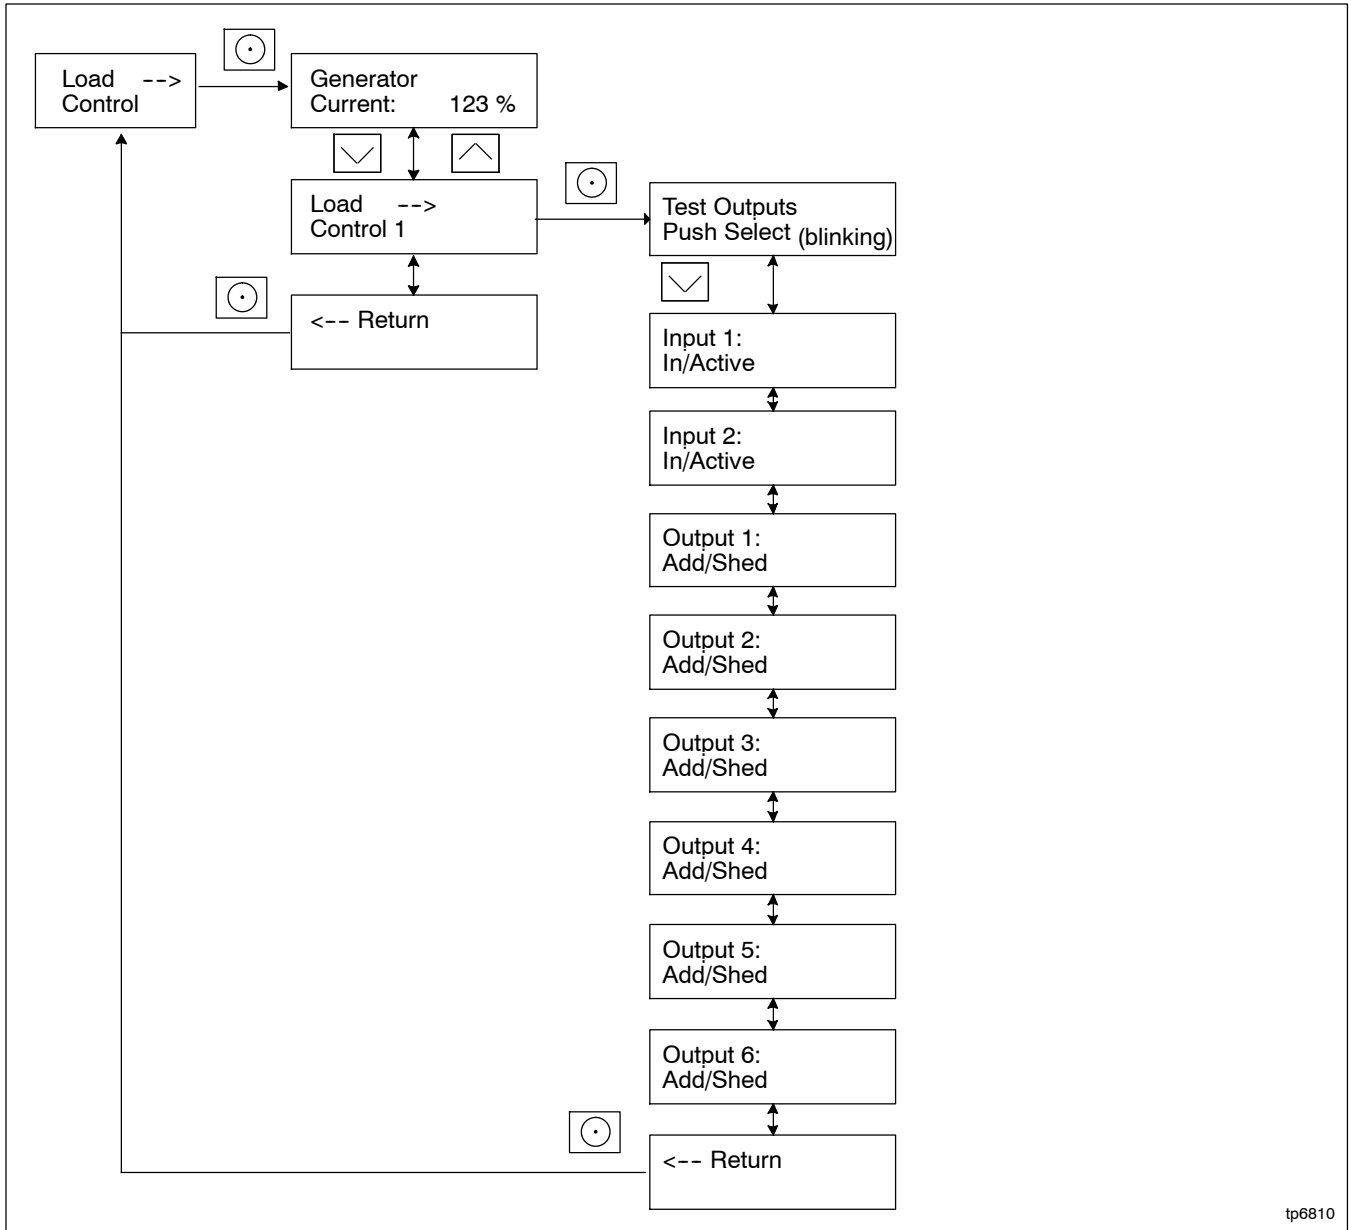 Load -->
Control
Generator
Current: 123 %
Load -->
Control 1
<-- Return
Test Outputs
Push Select (blinking)
Input 1:
In/Active
Input 2:
In/Active
Output 1:
Add/Shed
Output 2:
Add/Shed
Output 3:
Add/Shed
Output 4:
Add/Shed
Output 5:
Add/Shed
Output 6:
Add/Shed
<-- Return
tp6810